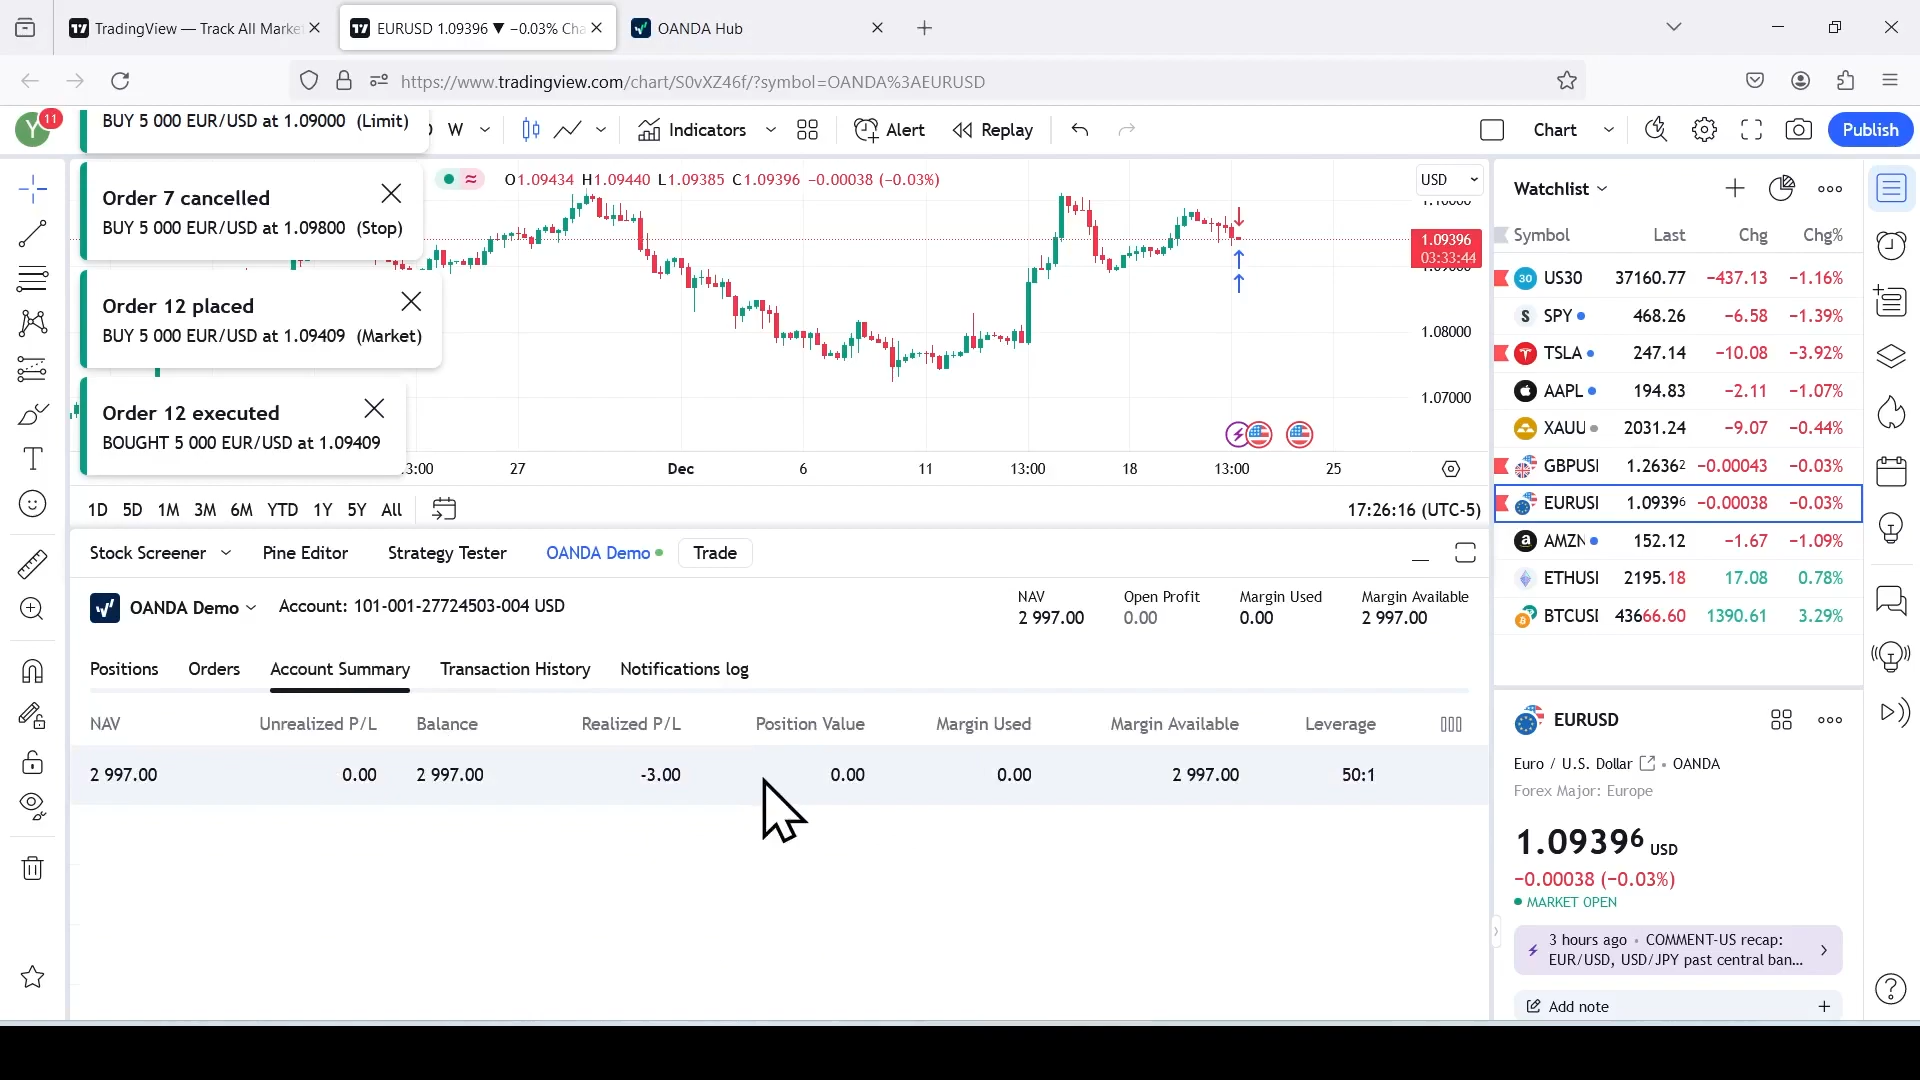 TradingView — Track All Marke
EURUSD 1.09396 ▼ −0.03% Cha
OANDA Hub
https://www.tradingview.com/chart/S0vXZ46f/?symbol=OANDA%3AEURUSD
Y
11
BUY 5 000 EUR/USD at 1.09000 (Limit)
W
Indicators
Alert
Replay
Chart
Publish
Order 7 cancelled
BUY 5 000 EUR/USD at 1.09800 (Stop)
Order 12 placed
BUY 5 000 EUR/USD at 1.09409 (Market)
Order 12 executed
BOUGHT 5 000 EUR/USD at 1.09409
O1.09434 H1.09440 L1.09385 C1.09396 −0.00038 (−0.03%)
USD
1.10000
1.09396
03:33:44
1.09000
1.08000
1.07000
3:00 27 Dec 6 11 13:00 18 13:00 25
1D 5D 1M 3M 6M YTD 1Y 5Y All
17:26:16 (UTC-5)
Stock Screener Pine Editor Strategy Tester OANDA Demo Trade
OANDA Demo Account: 101-001-27724503-004 USD
NAV Open Profit Margin Used Margin Available
2 997.00 0.00 0.00 2 997.00
Positions Orders Account Summary Transaction History Notifications log
NAV Unrealized P/L Balance Realized P/L Position Value Margin Used Margin Available Leverage
2 997.00 0.00 2 997.00 -3.00 0.00 0.00 2 997.00 50:1
Watchlist
Symbol Last Chg Chg%
30 US30 37160.77 −437.13 −1.16%
S SPY 468.26 −6.58 −1.39%
TSLA 247.14 −10.08 −3.92%
AAPL 194.83 −2.11 −1.07%
XAUU 2031.24 −9.07 −0.44%
GBPUSI 1.2636² −0.00043 −0.03%
EURUSI 1.0939⁶ −0.00038 −0.03%
AMZN 152.12 −1.67 −1.09%
ETHUSI 2195.18 17.08 0.78%
BTCUSI 43666.60 1390.61 3.29%
EURUSD
Euro / U.S. Dollar • OANDA
Forex Major: Europe
1.0939⁶ USD
−0.00038 (−0.03%)
MARKET OPEN
3 hours ago • COMMENT-US recap:
EUR/USD, USD/JPY past central ban...
Add note